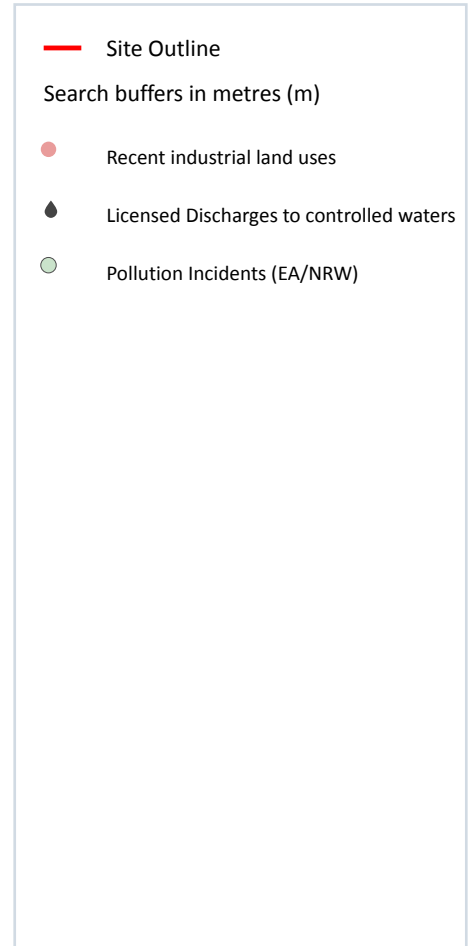 Site Outline
Search buffers in metres (m)
Recent industrial land uses
Licensed Discharges to controlled waters
Pollution Incidents (EA/NRW)